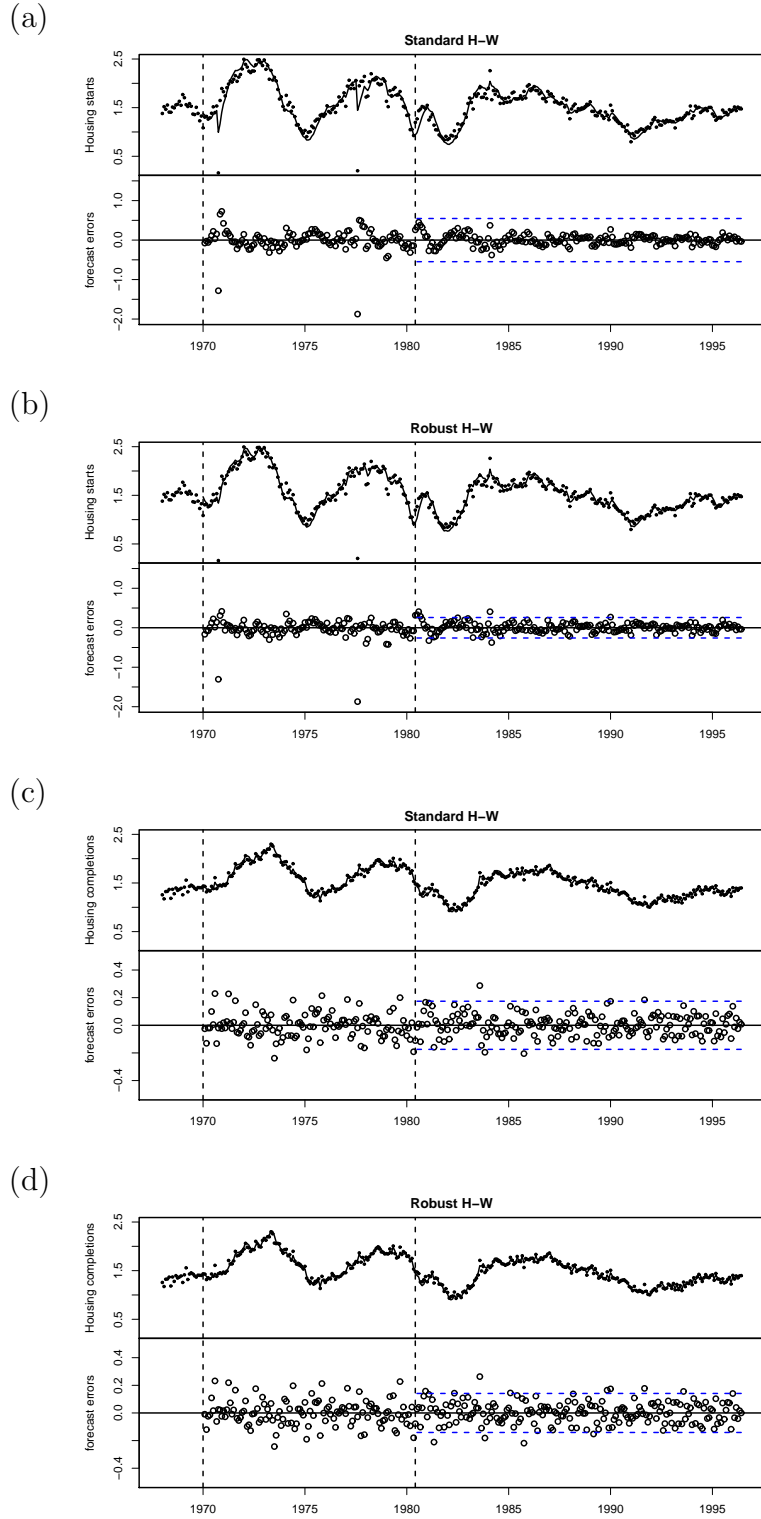 (a)
Standard H−W
Housing starts
0.5 1.5 2.5
forecast errors
−2.0 −1.0 0.0 1.0
1970 1975 1980 1985 1990 1995
(b)
Robust H−W
Housing starts
0.5 1.5 2.5
forecast errors
−2.0 −1.0 0.0 1.0
1970 1975 1980 1985 1990 1995
(c)
Standard H−W
Housing completions
0.5 1.5 2.5
forecast errors
−0.4 0.0 0.2 0.4
1970 1975 1980 1985 1990 1995
(d)
Robust H−W
Housing completions
0.5 1.5 2.5
forecast errors
−0.4 0.0 0.2 0.4
1970 1975 1980 1985 1990 1995